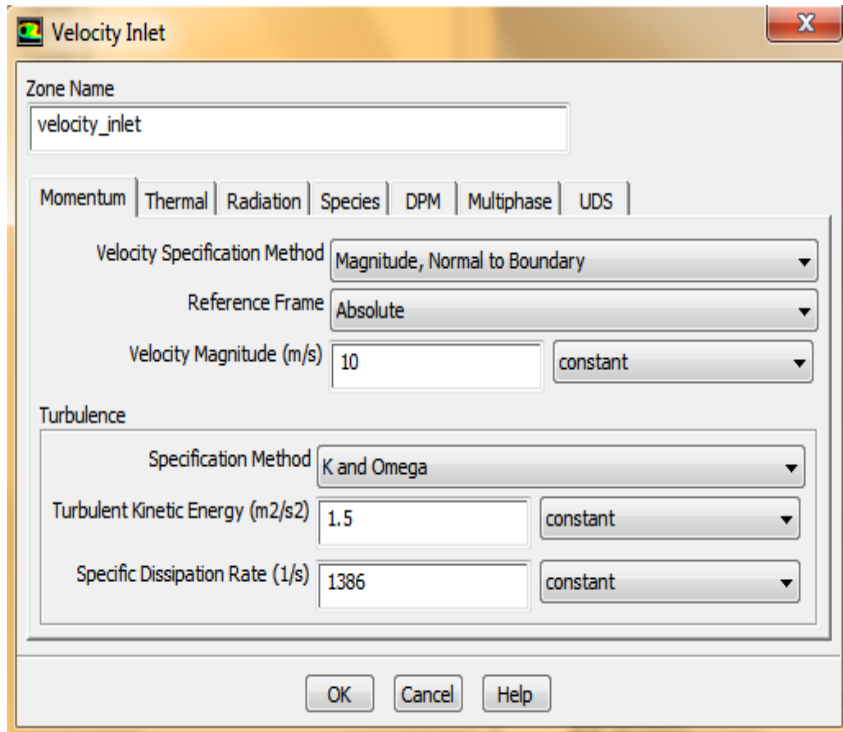 Velocity Inlet
X
Zone Name
velocity_inlet
Momentum Thermal Radiation Species DPM Multiphase UDS
Velocity Specification Method Magnitude, Normal to Boundary
Reference Frame Absolute
Velocity Magnitude (m/s) 10 constant
Turbulence
Specification Method K and Omega
Turbulent Kinetic Energy (m2/s2) 1.5 constant
Specific Dissipation Rate (1/s) 1386 constant
OK Cancel Help